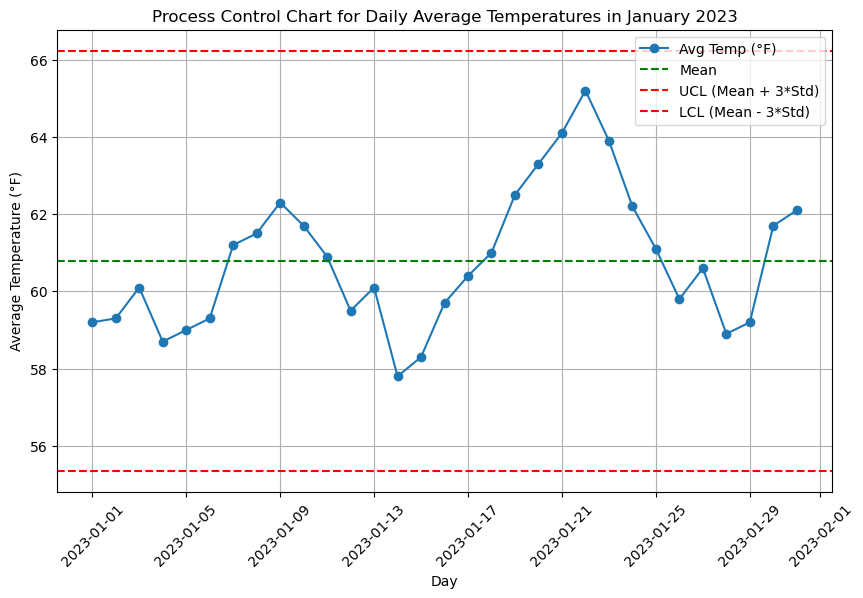 Process Control Chart for Daily Average Temperatures in January 2023
Avg Temp (°F)
Mean
UCL (Mean + 3*Std)
LCL (Mean - 3*Std)
Average Temperature (°F)
66
64
62
60
58
56
2023-01-01
2023-01-05
2023-01-09
2023-01-13
2023-01-17
2023-01-21
2023-01-25
2023-01-29
2023-02-01
Day